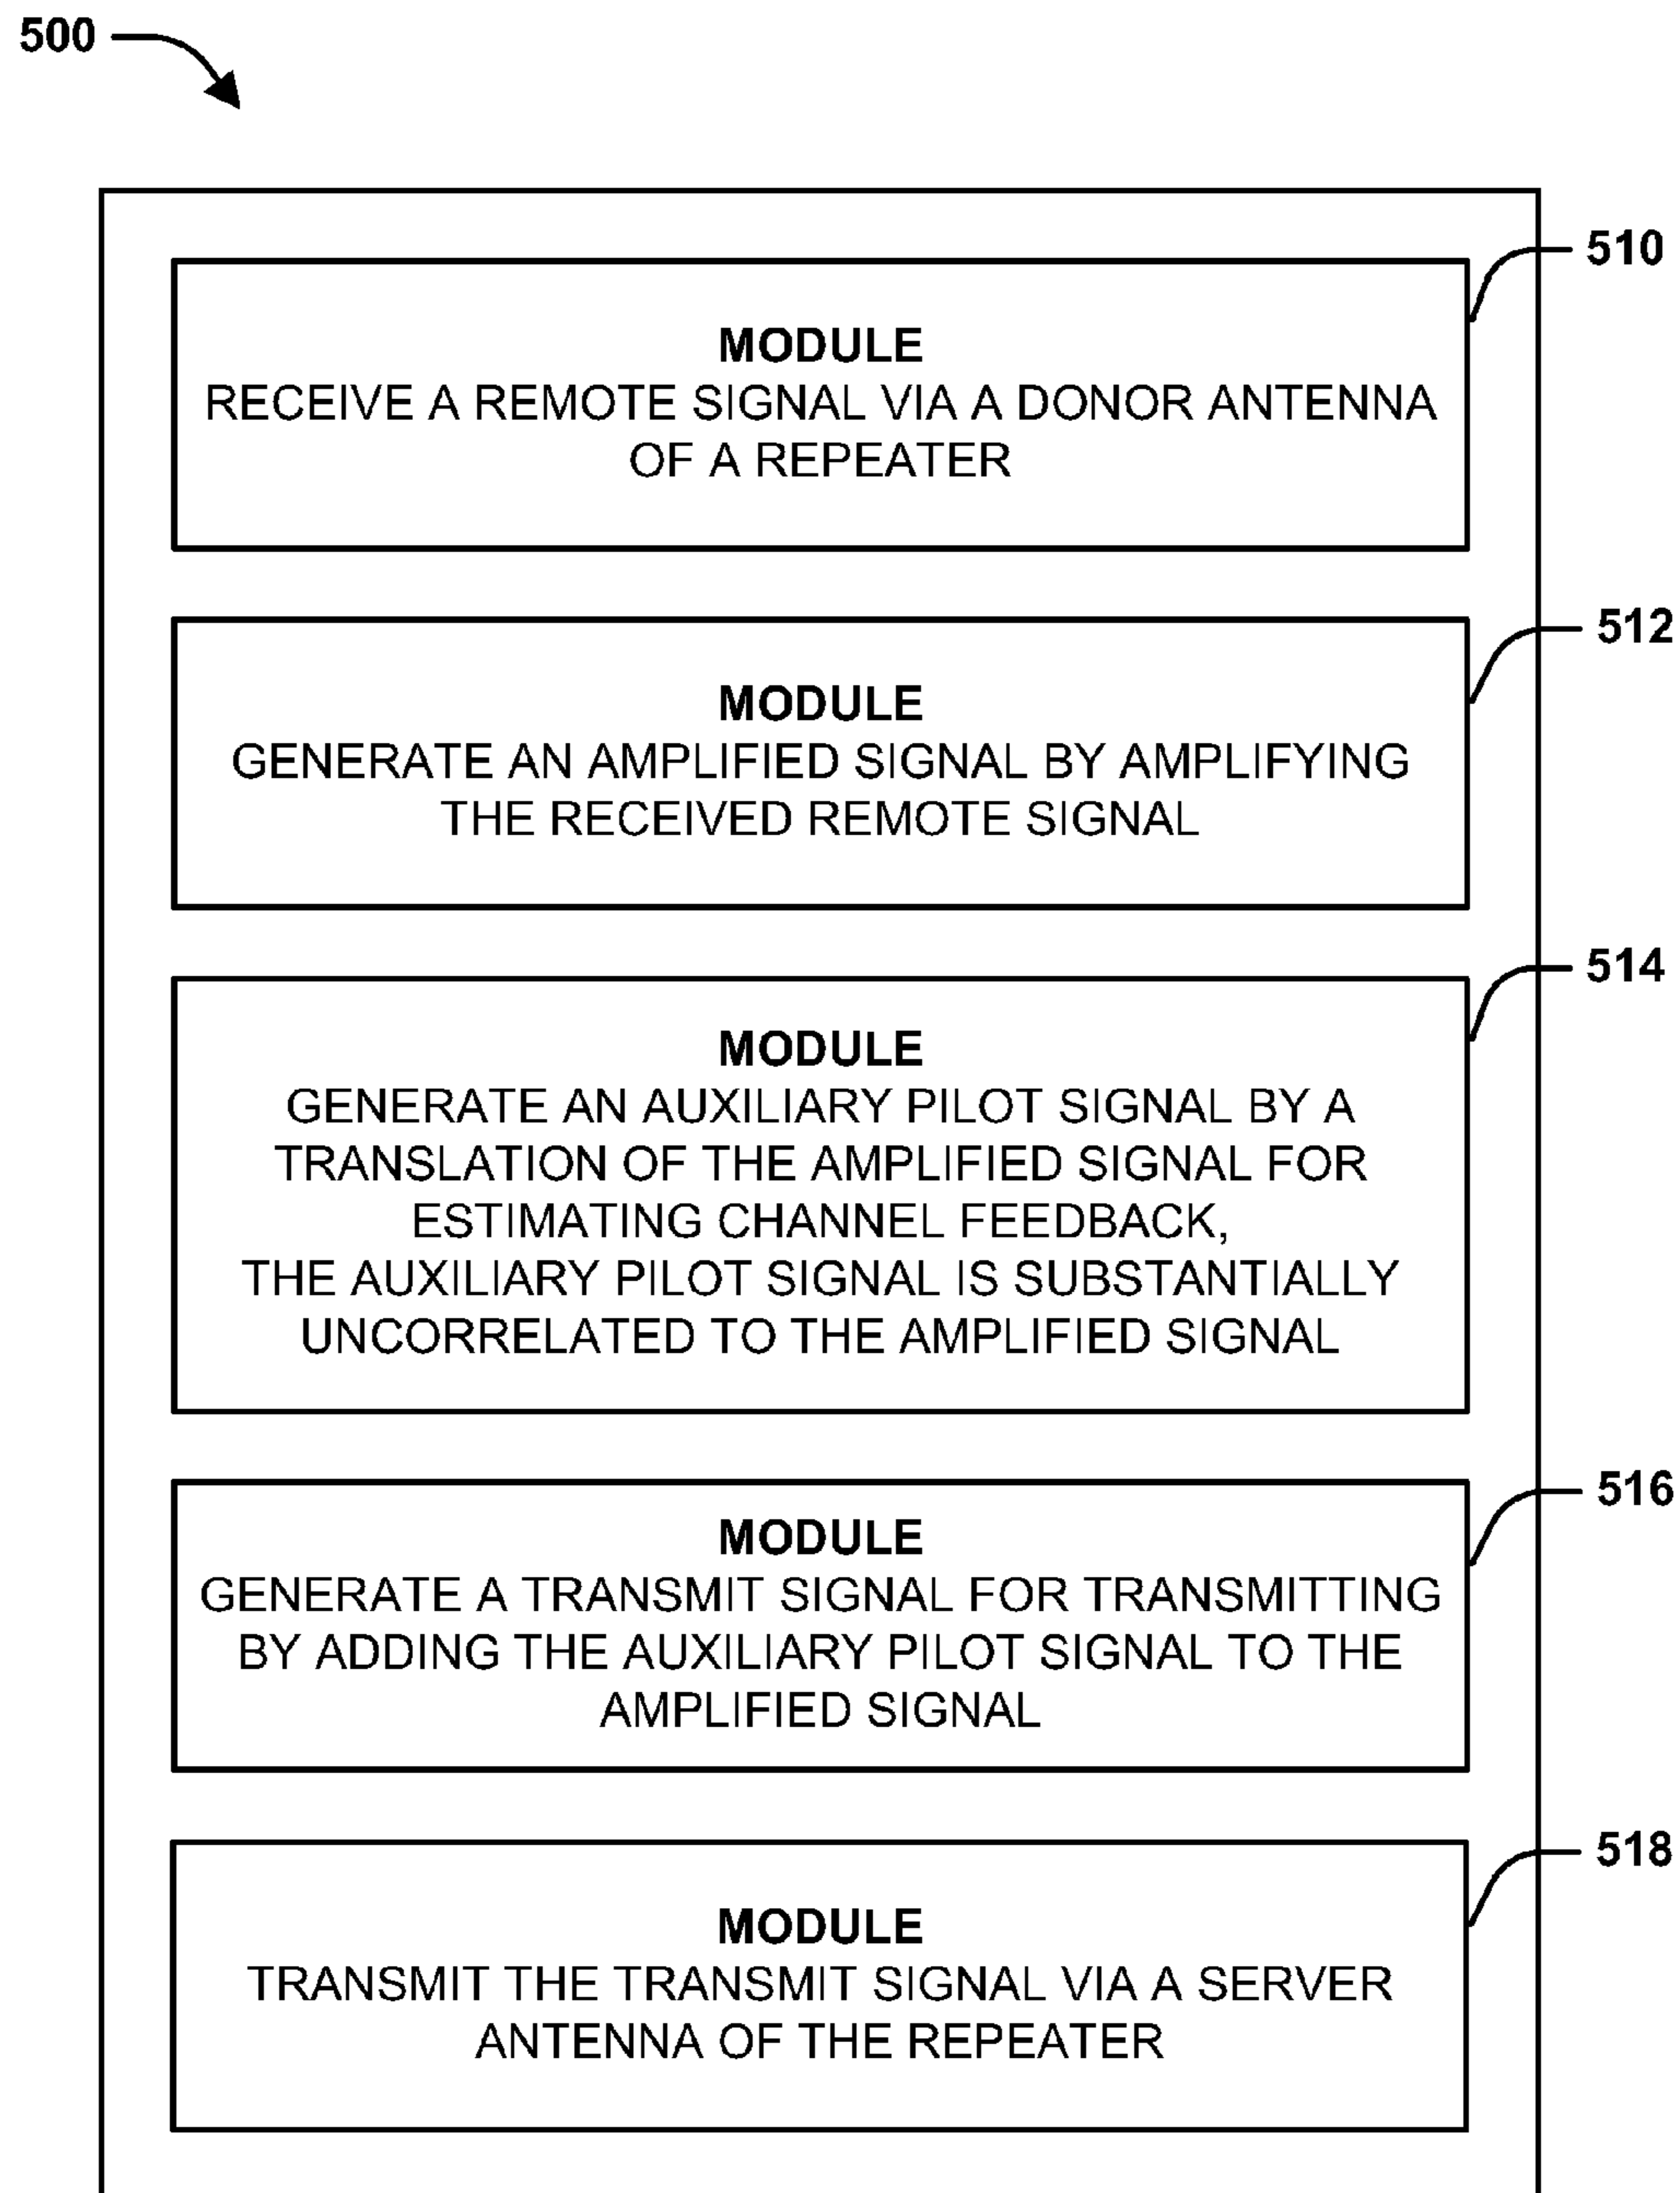 500
510
MODULE
RECEIVE A REMOTE SIGNAL VIA A DONOR ANTENNA
OF A REPEATER
512
MODULE
GENERATE AN AMPLIFIED SIGNAL BY AMPLIFYING
THE RECEIVED REMOTE SIGNAL
514
MODULE
GENERATE AN AUXILIARY PILOT SIGNAL BY A
TRANSLATION OF THE AMPLIFIED SIGNAL FOR
ESTIMATING CHANNEL FEEDBACK,
THE AUXILIARY PILOT SIGNAL IS SUBSTANTIALLY
UNCORRELATED TO THE AMPLIFIED SIGNAL
516
MODULE
GENERATE A TRANSMIT SIGNAL FOR TRANSMITTING
BY ADDING THE AUXILIARY PILOT SIGNAL TO THE
AMPLIFIED SIGNAL
518
MODULE
TRANSMIT THE TRANSMIT SIGNAL VIA A SERVER
ANTENNA OF THE REPEATER